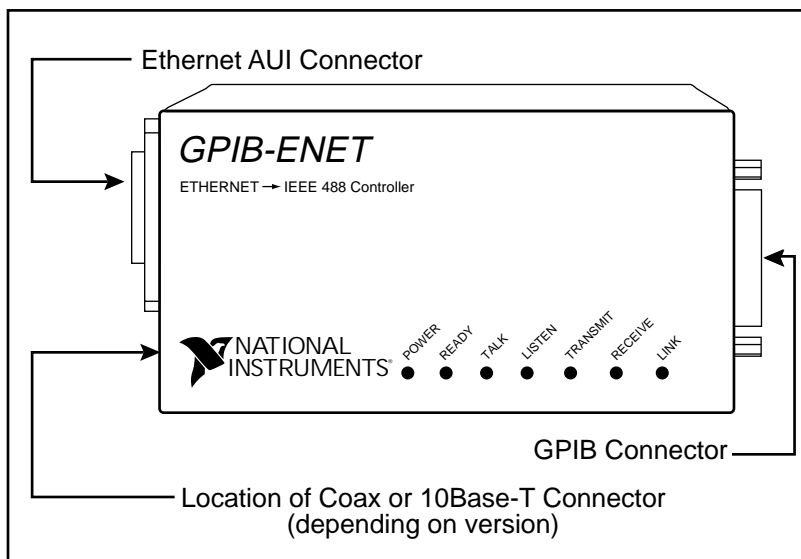 Ethernet AUI Connector
GPIB-ENET
ETHERNET → IEEE 488 Controller
NATIONAL
INSTRUMENTS®
POWER
READY
TALK
LISTEN
TRANSMIT
RECEIVE
LINK
GPIB Connector
Location of Coax or 10Base-T Connector
(depending on version)